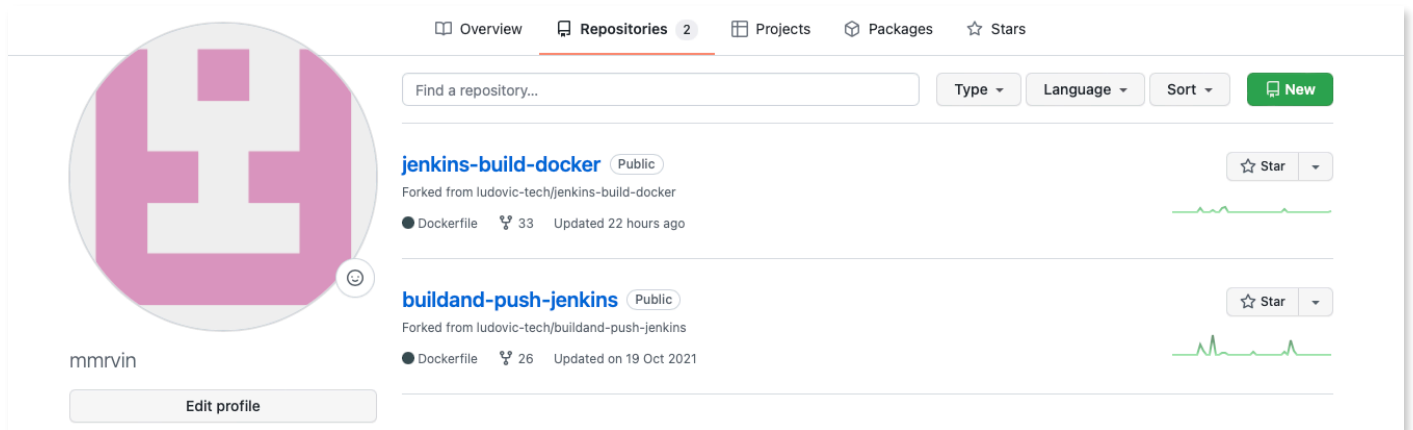 Overview Repositories 2 Projects Packages Stars
Find a repository... Type Language Sort New
jenkins-build-docker Public Star
Forked from ludovic-tech/jenkins-build-docker
Dockerfile 33 Updated 22 hours ago
buildand-push-jenkins Public Star
Forked from ludovic-tech/buildand-push-jenkins
Dockerfile 26 Updated on 19 Oct 2021
mmrvin
Edit profile